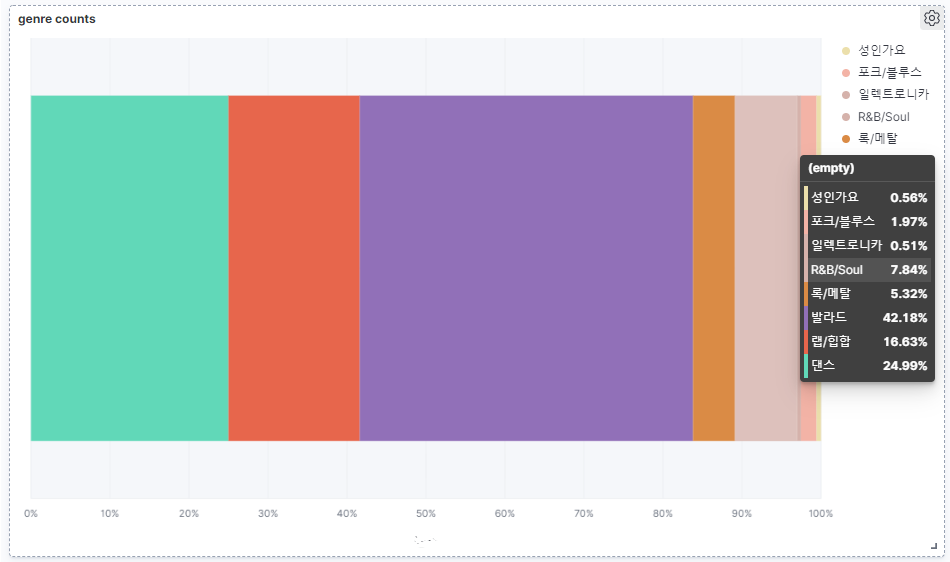 genre counts
성인가요
포크/블루스
일렉트로니카
R&B/Soul
록/메탈
(empty)
성인가요 0.56%
포크/블루스 1.97%
일렉트로니카 0.51%
R&B/Soul 7.84%
록/메탈 5.32%
발라드 42.18%
랩/힙합 16.63%
댄스 24.99%
0% 10% 20% 30% 40% 50% 60% 70% 80% 90% 100%